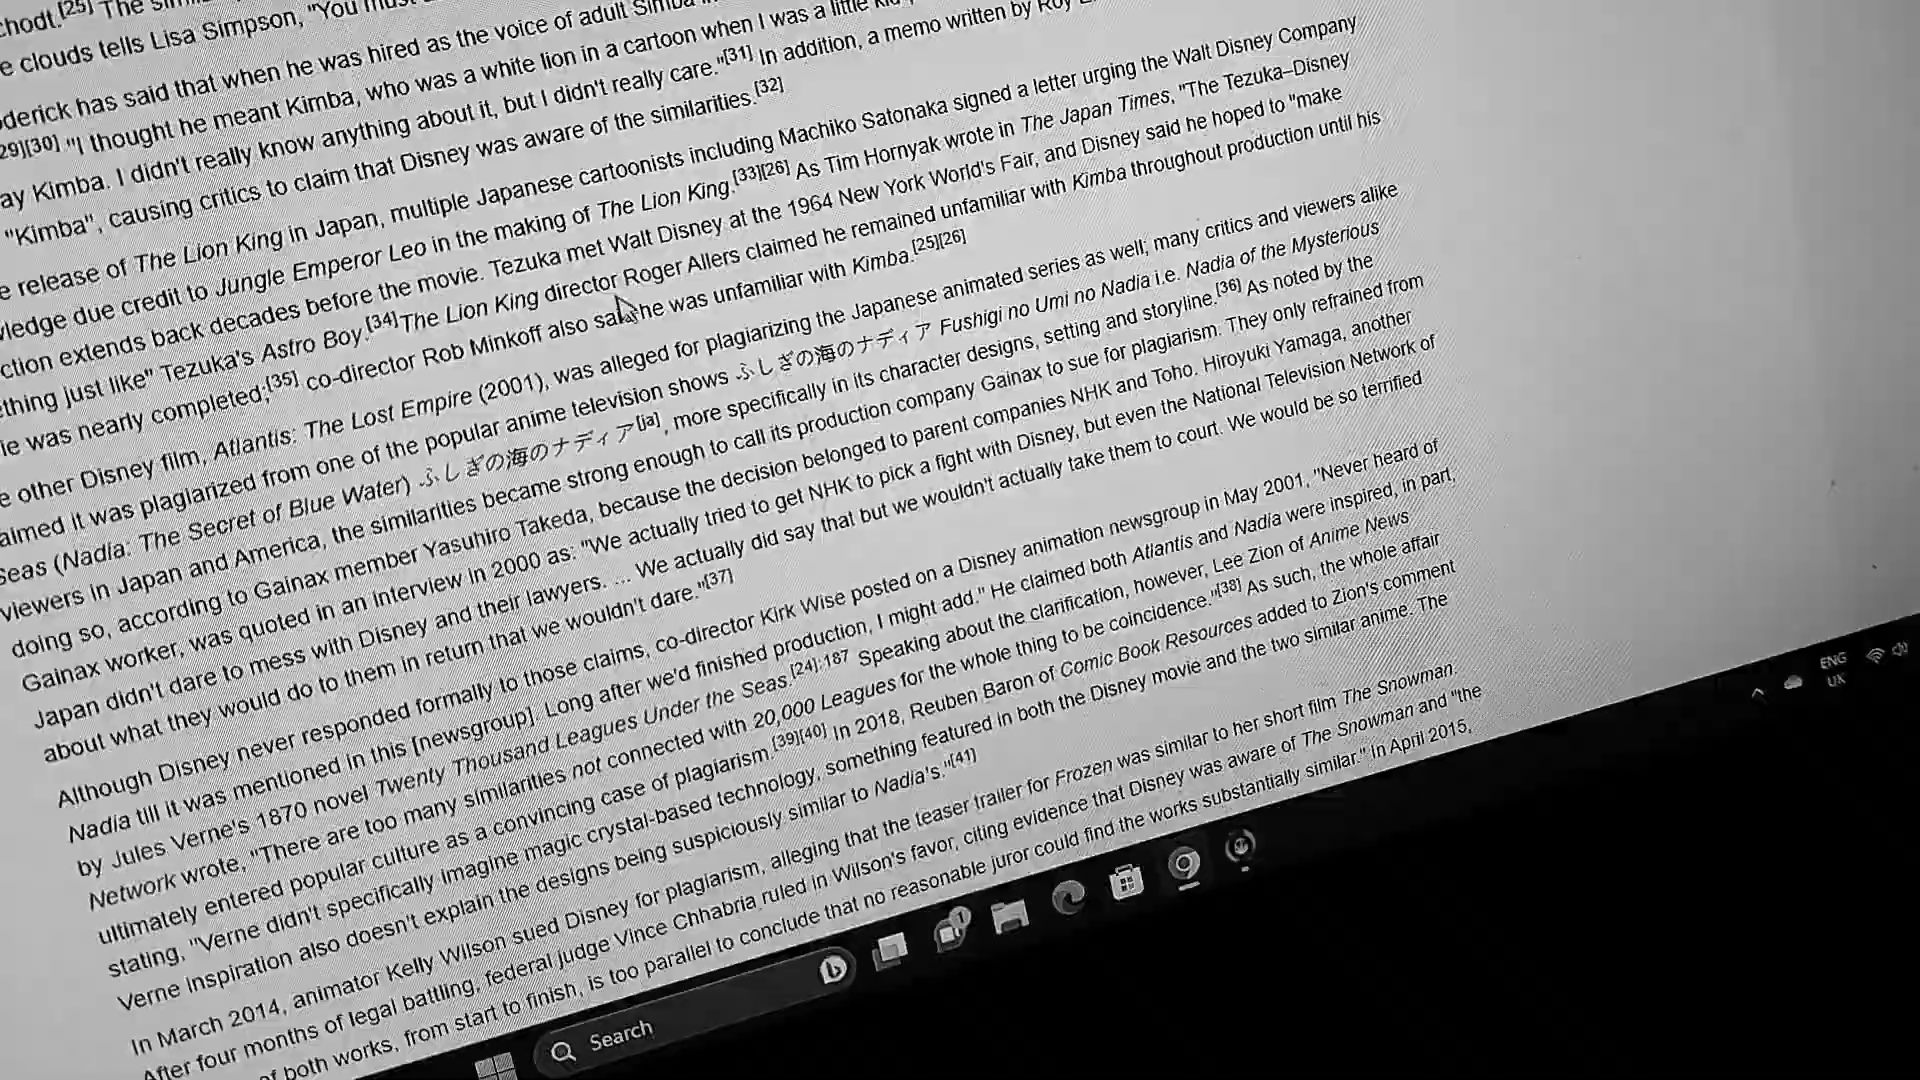 chodt.[25] The
e clouds tells Lisa Simpson, "You must
oderick has said that when he was hired as the voice of adult Simba
29][30] "I thought he meant Kimba, who was a white lion in a cartoon when I was a little
ay Kimba. I didn't really know anything about it, but I didn't really care."[31] In addition, a memo written by Roy
"Kimba", causing critics to claim that Disney was aware of the similarities.[32]
e release of The Lion King in Japan, multiple Japanese cartoonists including Machiko Satonaka signed a letter urging the Walt Disney Company
ledge due credit to Jungle Emperor Leo in the making of The Lion King.[33][26] As Tim Hornyak wrote in The Japan Times, "The Tezuka–Disney
ction extends back decades before the movie. Tezuka met Walt Disney at the 1964 New York World's Fair, and Disney said he hoped to "make
ething just like" Tezuka's Astro Boy.[34]The Lion King director Roger Allers claimed he remained unfamiliar with Kimba throughout production until his
ie was nearly completed;[35] co-director Rob Minkoff also said he was unfamiliar with Kimba.[25][26]
e other Disney film, Atlantis: The Lost Empire (2001), was alleged for plagiarizing the Japanese animated series as well; many critics and viewers alike
aimed it was plagiarized from one of the popular anime television shows ふしぎの海のナディア Fushigi no Umi no Nadia i.e. Nadia of the Mysterious
Seas (Nadia: The Secret of Blue Water) ふしぎの海のナディア[ja], more specifically in its character designs, setting and storyline.[36] As noted by the
viewers in Japan and America, the similarities became strong enough to call its production company Gainax to sue for plagiarism. They only refrained from
doing so, according to Gainax member Yasuhiro Takeda, because the decision belonged to parent companies NHK and Toho. Hiroyuki Yamaga, another
Gainax worker, was quoted in an interview in 2000 as: "We actually tried to get NHK to pick a fight with Disney, but even the National Television Network of
Japan didn't dare to mess with Disney and their lawyers. ... We actually did say that but we wouldn't actually take them to court. We would be so terrified
about what they would do to them in return that we wouldn't dare."[37]
Although Disney never responded formally to those claims, co-director Kirk Wise posted on a Disney animation newsgroup in May 2001, "Never heard of
Nadia till it was mentioned in this [newsgroup]. Long after we'd finished production, I might add." He claimed both Atlantis and Nadia were inspired, in part,
by Jules Verne's 1870 novel Twenty Thousand Leagues Under the Seas.[24]:187 Speaking about the clarification, however, Lee Zion of Anime News
Network wrote, "There are too many similarities not connected with 20,000 Leagues for the whole thing to be coincidence."[38] As such, the whole affair
ultimately entered popular culture as a convincing case of plagiarism.[39][40] In 2018, Reuben Baron of Comic Book Resources added to Zion's comment
stating, "Verne didn't specifically imagine magic crystal-based technology, something featured in both the Disney movie and the two similar anime. The
Verne inspiration also doesn't explain the designs being suspiciously similar to Nadia's."[41]
In March 2014, animator Kelly Wilson sued Disney for plagiarism, alleging that the teaser trailer for Frozen was similar to her short film The Snowman.
After four months of legal battling, federal judge Vince Chhabria ruled in Wilson's favor, citing evidence that Disney was aware of The Snowman and "the
of both works, from start to finish, is too parallel to conclude that no reasonable juror could find the works substantially similar." In April 2015,
Search
1
ENG
UK